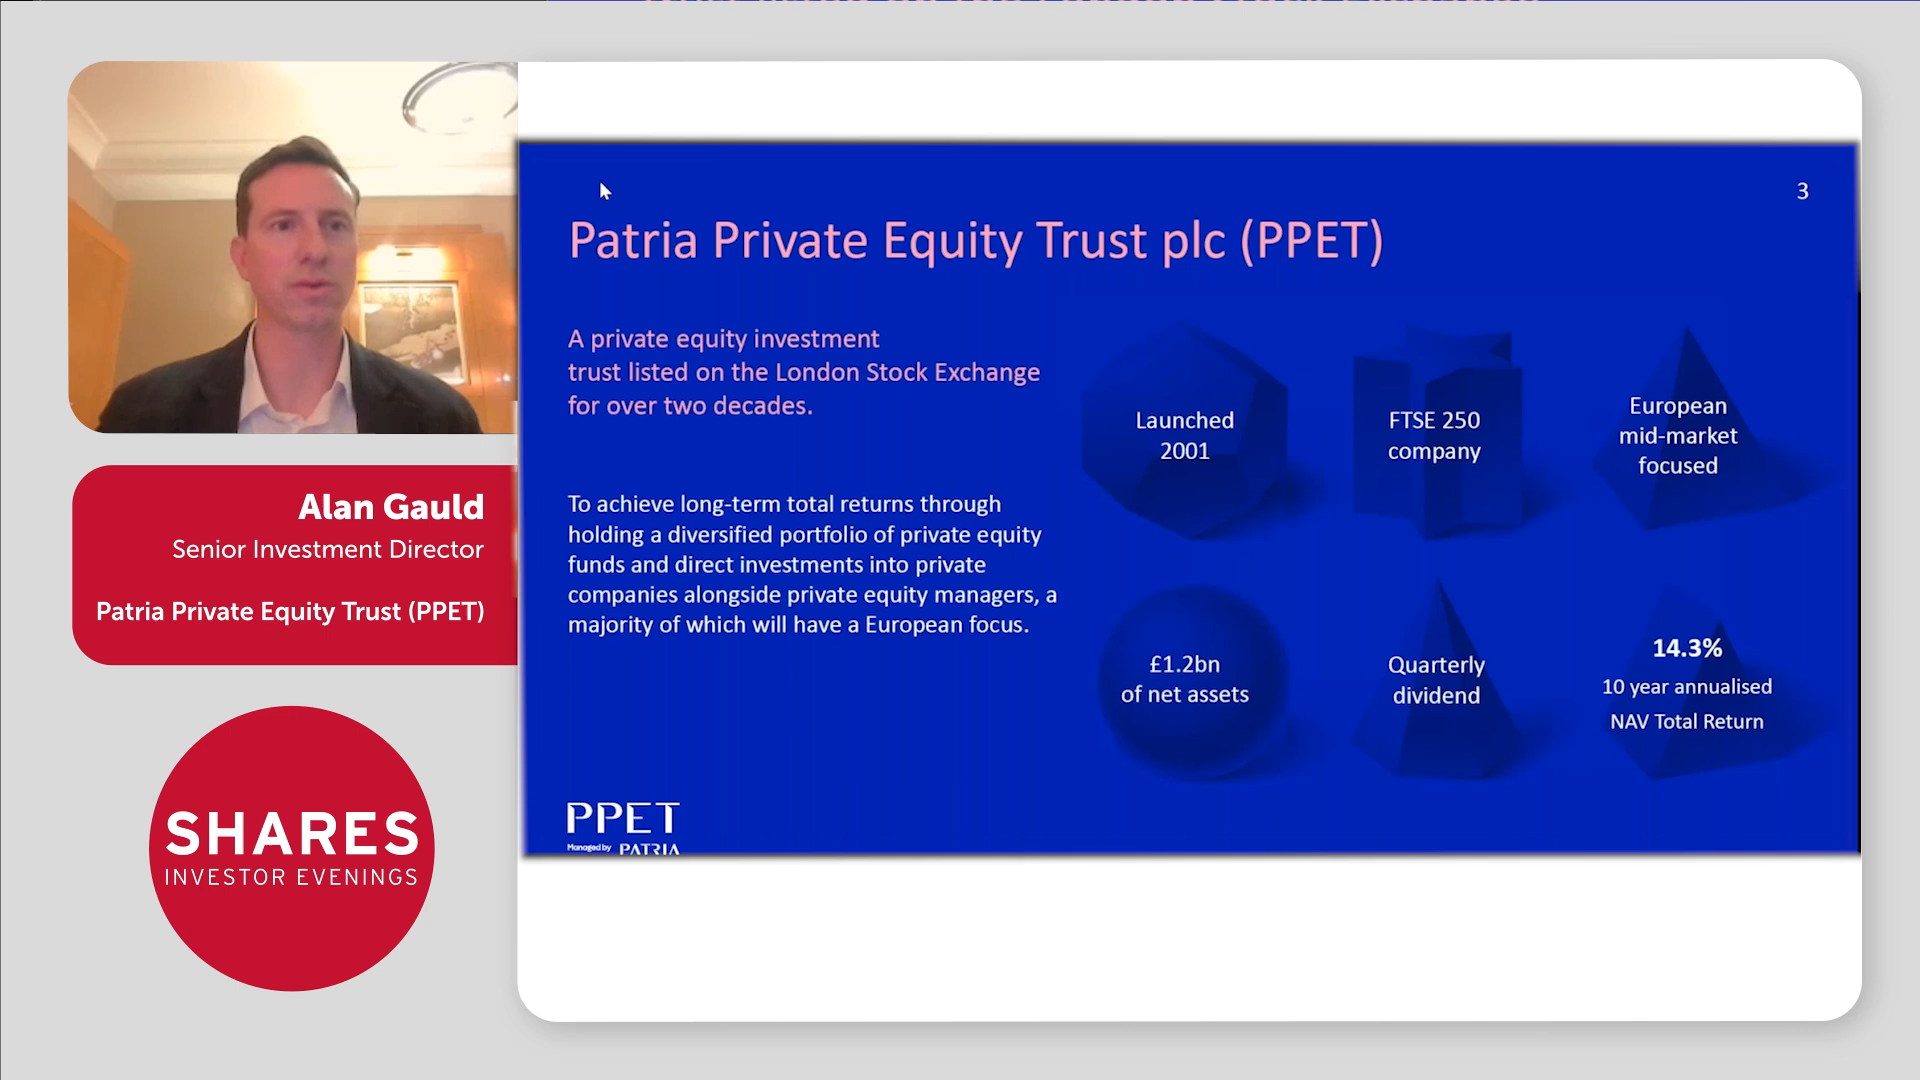 Alan Gauld
Senior Investment Director
Patria Private Equity Trust (PPET)
SHARES
INVESTOR EVENINGS
3
Patria Private Equity Trust plc (PPET)
A private equity investment
trust listed on the London Stock Exchange
for over two decades.
To achieve long-term total returns through
holding a diversified portfolio of private equity
funds and direct investments into private
companies alongside private equity managers, a
majority of which will have a European focus.
Launched
2001
FTSE 250
company
European
mid-market
focused
£1.2bn
of net assets
Quarterly
dividend
14.3%
10 year annualised
NAV Total Return
PPET
Managed by PATRIA